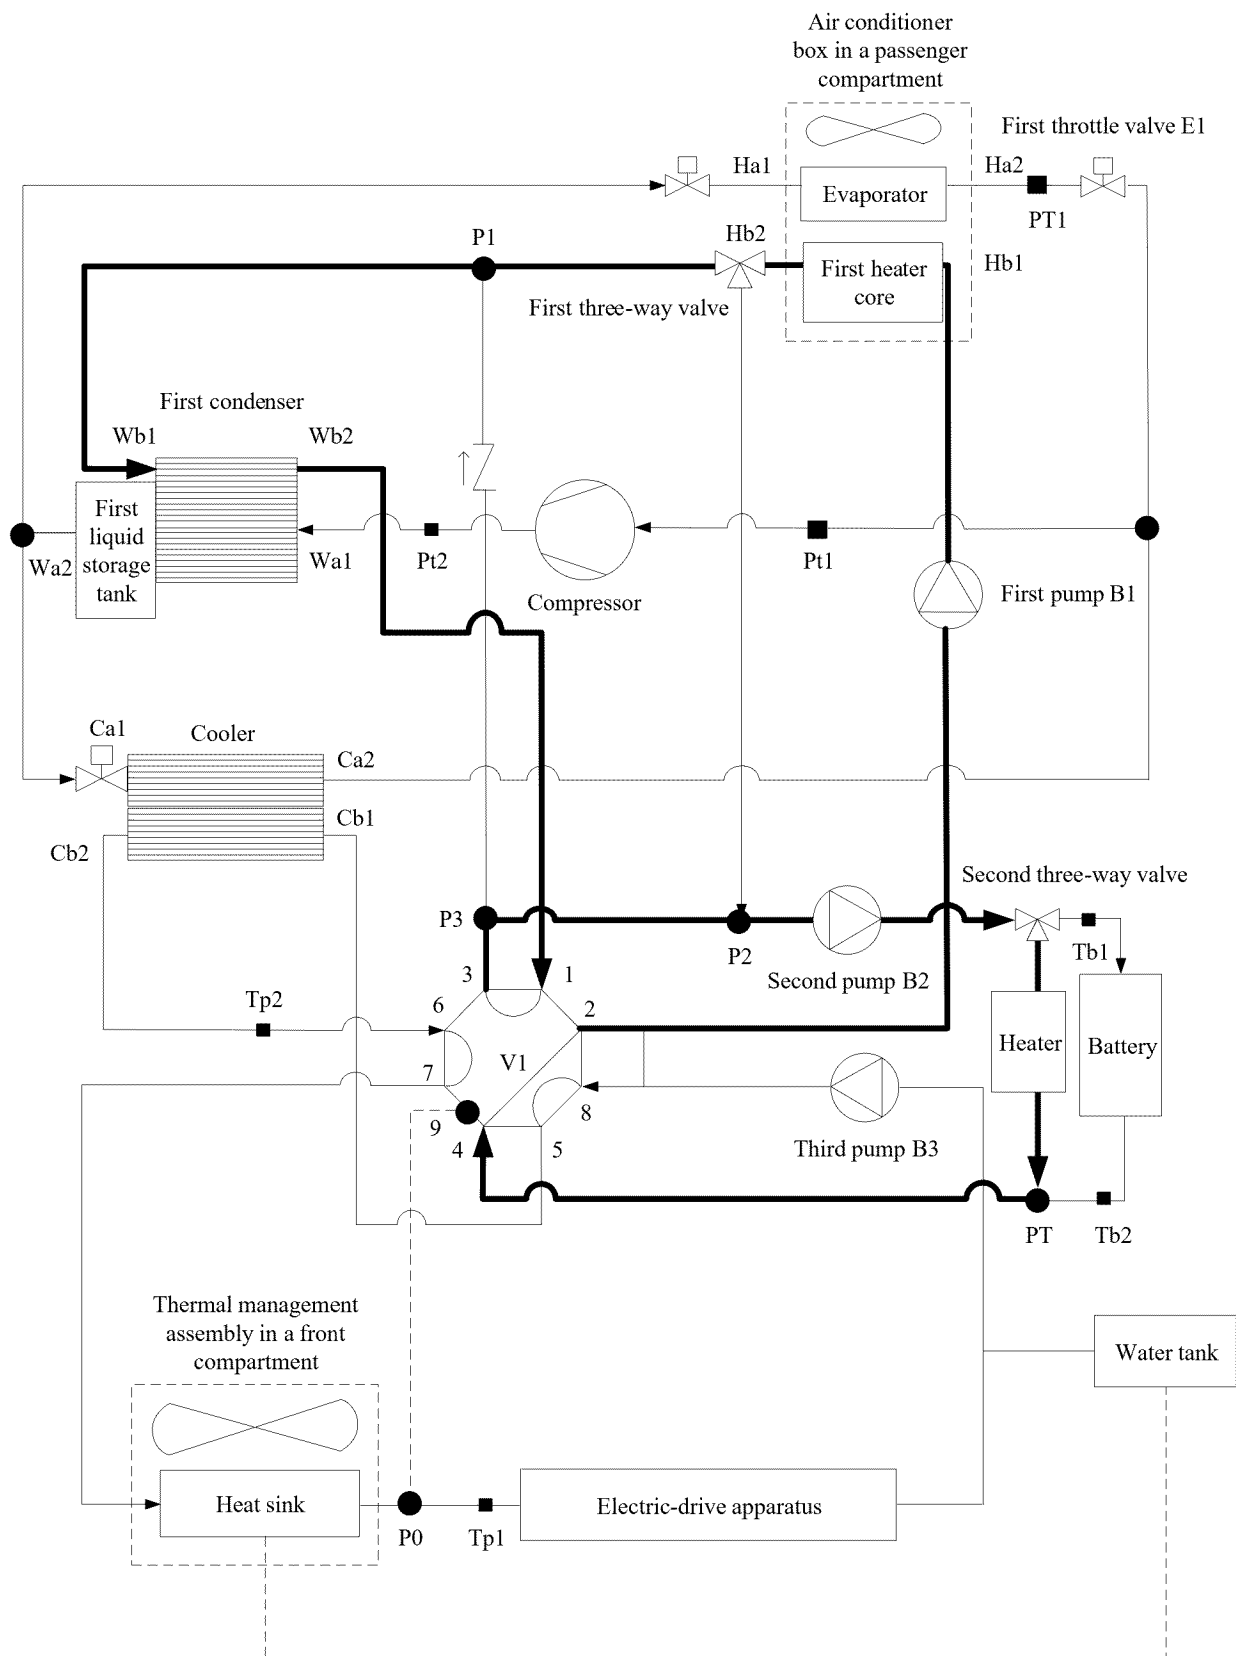 Air conditioner
box in a passenger
compartment
First throttle valve E1
Ha1
Ha2
Evaporator
PT1
P1
Hb2
Hb1
First heater
core
First three-way valve
First condenser
Wb1
Wb2
First
liquid
storage
tank
Wa2
Wa1
Pt2
Pt1
Compressor
First pump B1
Ca1
Cooler
Ca2
Cb1
Cb2
Second three-way valve
P3
P2
Tb1
Second pump B2
3
1
Tp2
6
2
V1
Heater
Battery
7
8
9
4
5
Third pump B3
PT
Tb2
Thermal management
assembly in a front
compartment
Water tank
Heat sink
Electric-drive apparatus
P0
Tp1